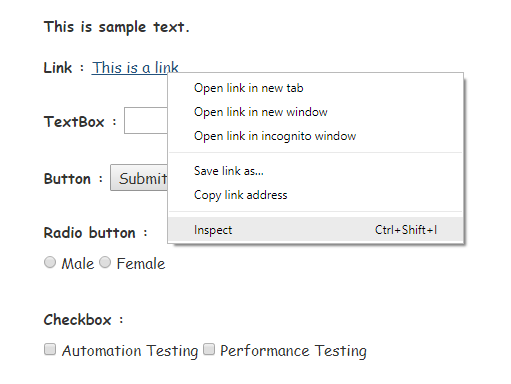 This is sample text.
Link : This is a link
Open link in new tab
Open link in new window
TextBox :
Open link in incognito window
Save link as...
Button : Submit
Copy link address
Inspect Ctrl+Shift+I
Radio button :
Male Female
Checkbox :
Automation Testing Performance Testing